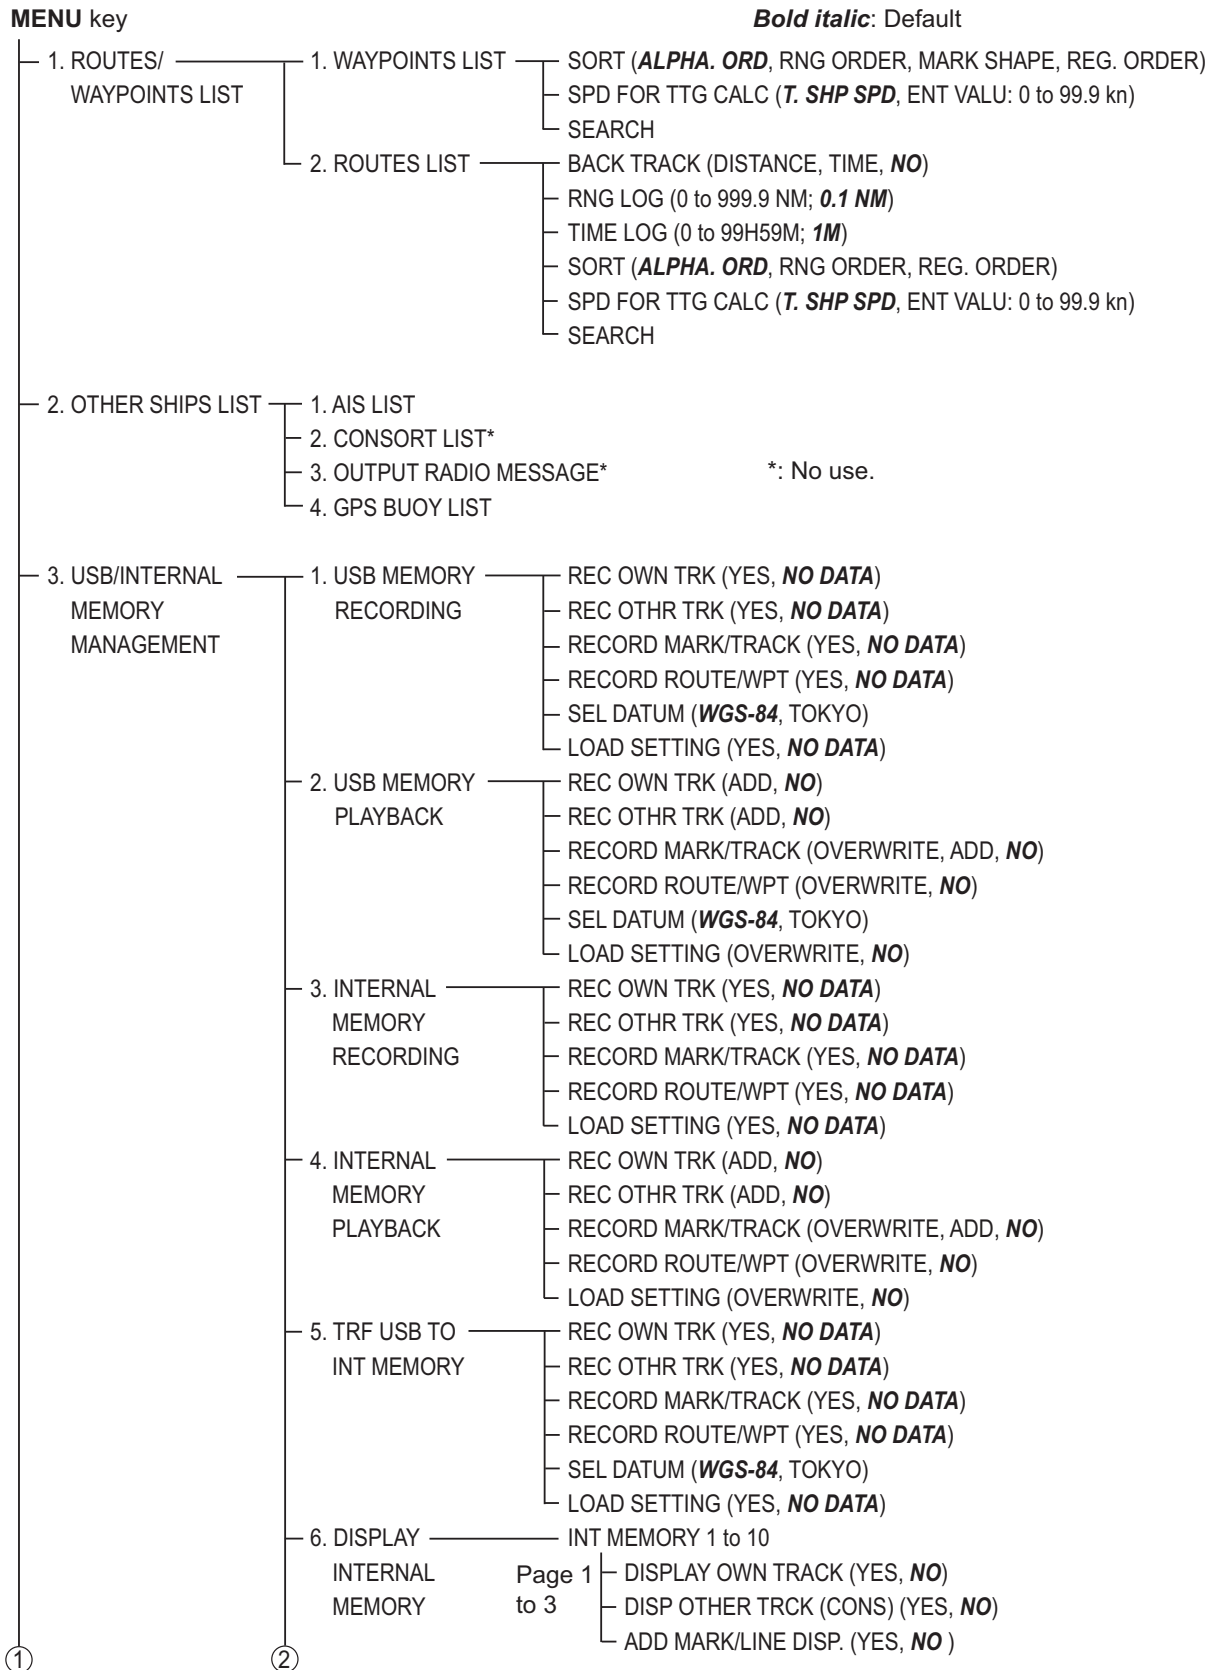 MENU key
Bold italic: Default
1. ROUTES/
WAYPOINTS LIST
1. WAYPOINTS LIST
SORT (ALPHA. ORD, RNG ORDER, MARK SHAPE, REG. ORDER)
SPD FOR TTG CALC (T. SHP SPD, ENT VALU: 0 to 99.9 kn)
SEARCH
2. ROUTES LIST
BACK TRACK (DISTANCE, TIME, NO)
RNG LOG (0 to 999.9 NM; 0.1 NM)
TIME LOG (0 to 99H59M; 1M)
SORT (ALPHA. ORD, RNG ORDER, REG. ORDER)
SPD FOR TTG CALC (T. SHP SPD, ENT VALU: 0 to 99.9 kn)
SEARCH
2. OTHER SHIPS LIST
1. AIS LIST
2. CONSORT LIST*
3. OUTPUT RADIO MESSAGE*
*: No use.
4. GPS BUOY LIST
3. USB/INTERNAL
MEMORY
MANAGEMENT
1. USB MEMORY
RECORDING
REC OWN TRK (YES, NO DATA)
REC OTHR TRK (YES, NO DATA)
RECORD MARK/TRACK (YES, NO DATA)
RECORD ROUTE/WPT (YES, NO DATA)
SEL DATUM (WGS-84, TOKYO)
LOAD SETTING (YES, NO DATA)
2. USB MEMORY
PLAYBACK
REC OWN TRK (ADD, NO)
REC OTHR TRK (ADD, NO)
RECORD MARK/TRACK (OVERWRITE, ADD, NO)
RECORD ROUTE/WPT (OVERWRITE, NO)
SEL DATUM (WGS-84, TOKYO)
LOAD SETTING (OVERWRITE, NO)
3. INTERNAL
MEMORY
RECORDING
REC OWN TRK (YES, NO DATA)
REC OTHR TRK (YES, NO DATA)
RECORD MARK/TRACK (YES, NO DATA)
RECORD ROUTE/WPT (YES, NO DATA)
LOAD SETTING (YES, NO DATA)
4. INTERNAL
MEMORY
PLAYBACK
REC OWN TRK (ADD, NO)
REC OTHR TRK (ADD, NO)
RECORD MARK/TRACK (OVERWRITE, ADD, NO)
RECORD ROUTE/WPT (OVERWRITE, NO)
LOAD SETTING (OVERWRITE, NO)
5. TRF USB TO
INT MEMORY
REC OWN TRK (YES, NO DATA)
REC OTHR TRK (YES, NO DATA)
RECORD MARK/TRACK (YES, NO DATA)
RECORD ROUTE/WPT (YES, NO DATA)
SEL DATUM (WGS-84, TOKYO)
LOAD SETTING (YES, NO DATA)
6. DISPLAY
INTERNAL
MEMORY
INT MEMORY 1 to 10
Page 1
to 3
DISPLAY OWN TRACK (YES, NO)
DISP OTHER TRCK (CONS) (YES, NO)
ADD MARK/LINE DISP. (YES, NO )
1
2